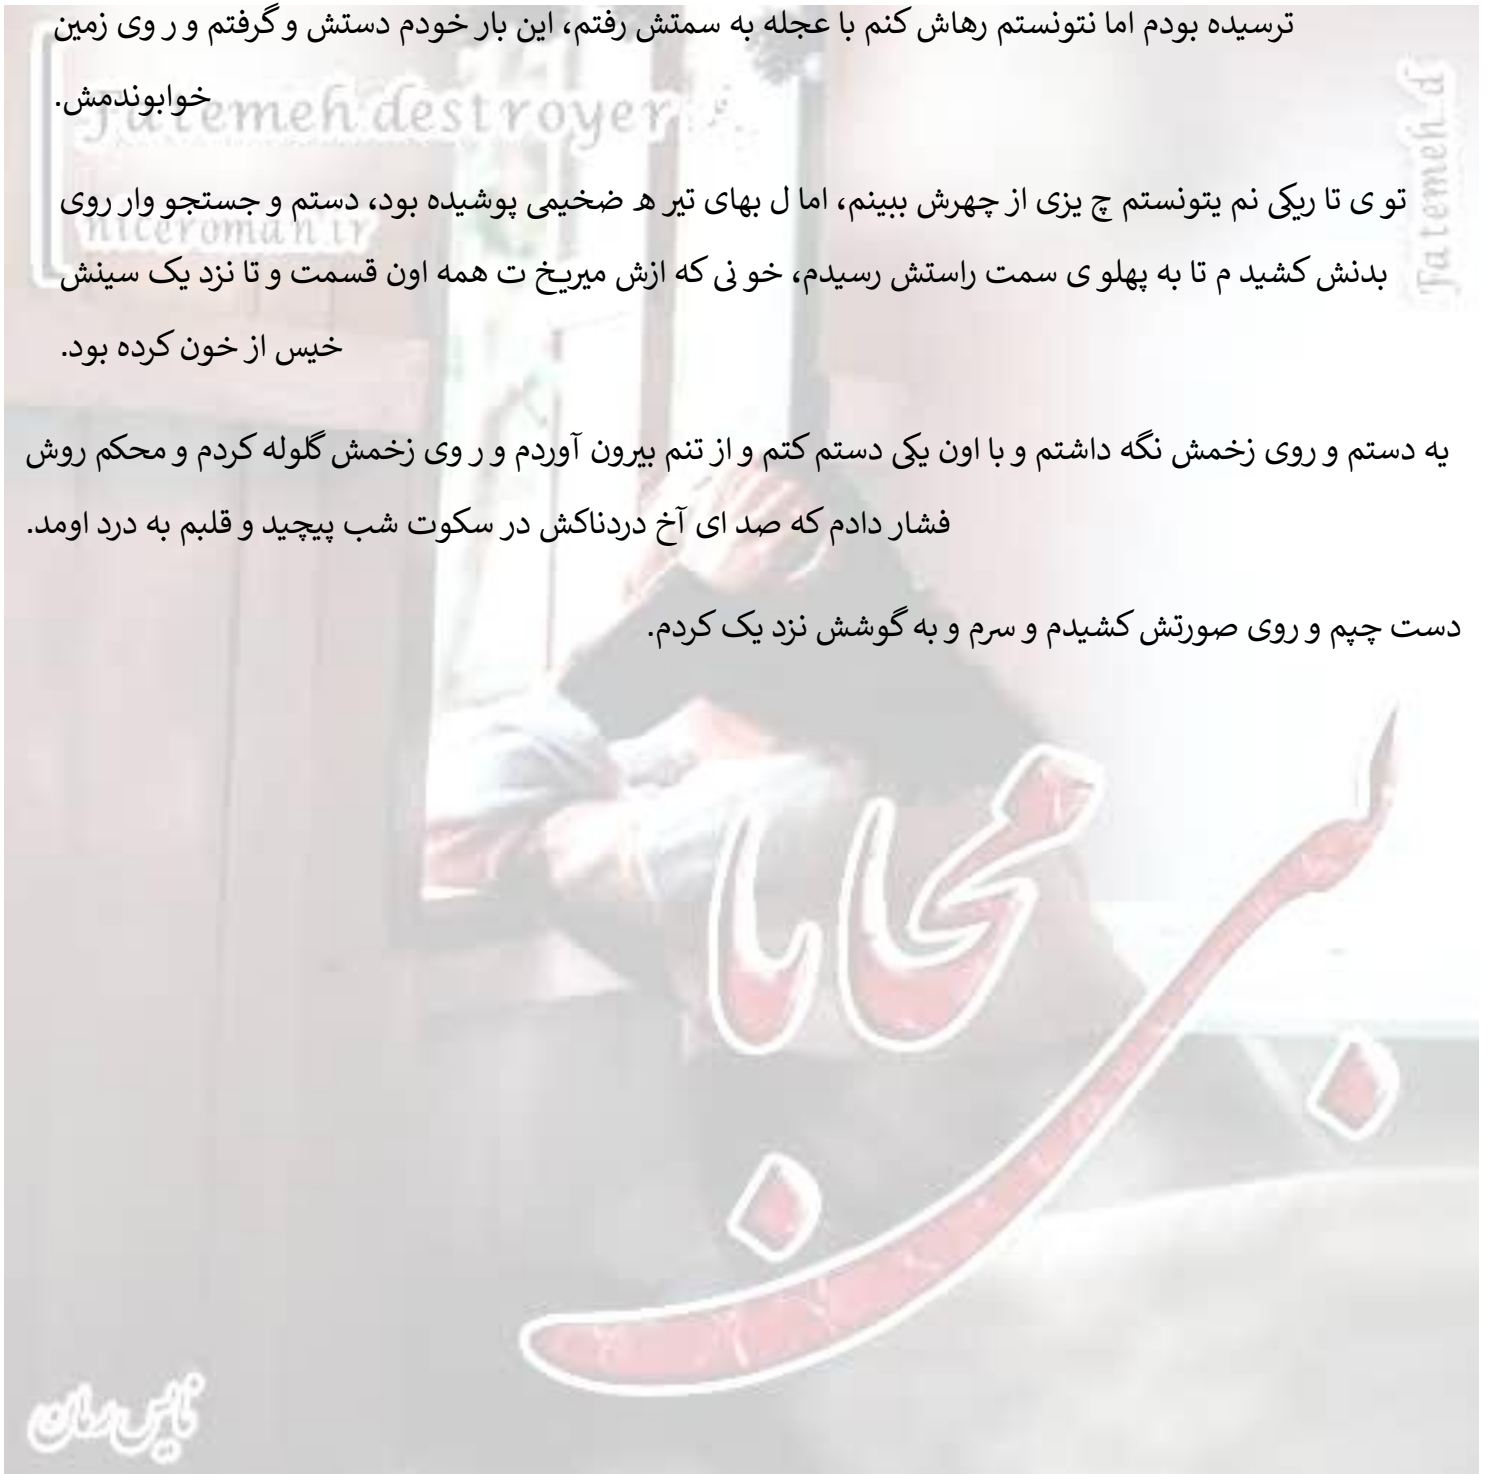 ترسیده بودم اما نتونستم رهاش کنم با عجله به سمتش رفتم، این بار خودم دستش و گرفتم و ر وی زمین
خوابوندمش.
Fatemeh destroyer
Fatemeh.d
تو ی تا ریکی نم یتونستم چ یزی از چهرش ببینم، اما ل بهای تیر ه ضخیمی پوشیده بود، دستم و جستجو وار روی
niceroman.ir
بدنش کشید م تا به پهلو ی سمت راستش رسیدم، خو نی که ازش میریخ ت همه اون قسمت و تا نزد یک سینش
خیس از خون کرده بود.
یه دستم و روی زخمش نگه داشتم و با اون یکی دستم کتم و از تنم بیرون آوردم و ر وی زخمش گلوله کردم و محکم روش
فشار دادم که صد ای آخ دردناکش در سکوت شب پیچید و قلبم به درد اومد.
دست چپم و روی صورتش کشیدم و سرم و به گوشش نزد یک کردم.
بی محابا
نایس رمان